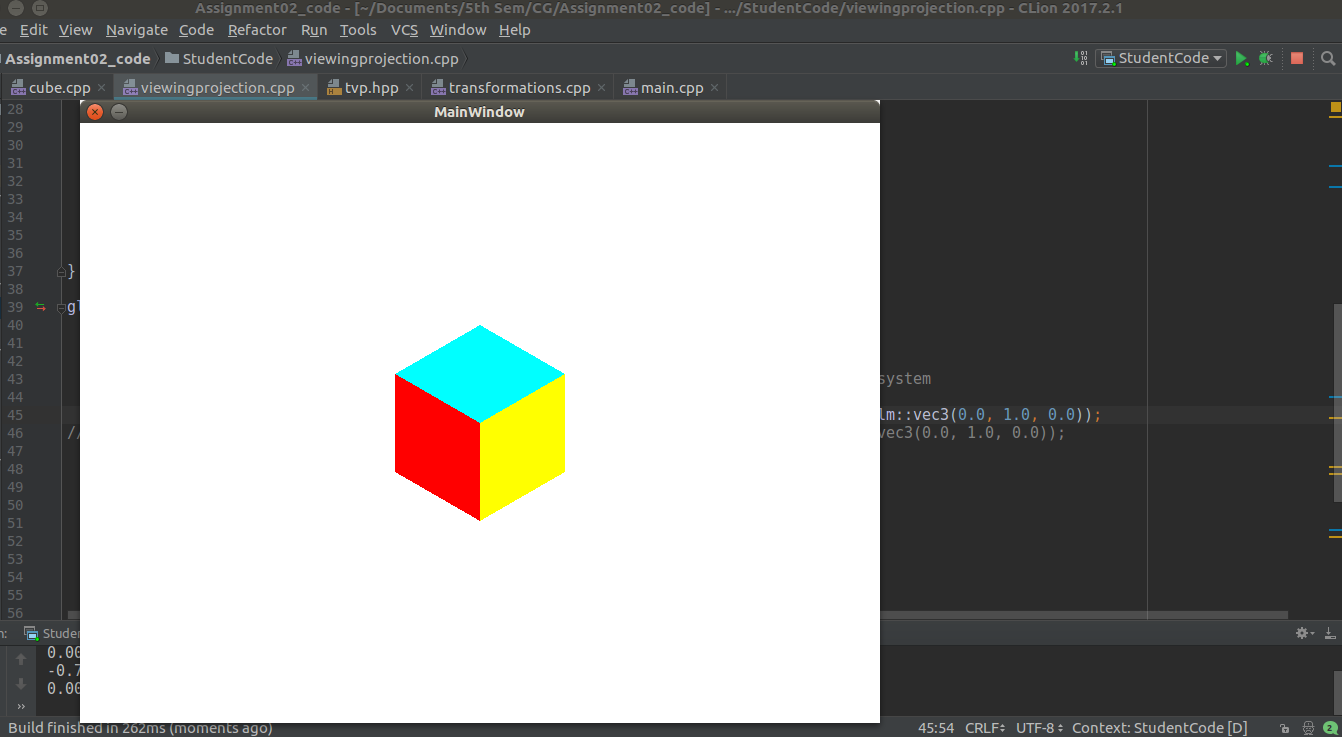 Assignment02_code - [~/Documents/5th Sem/CG/Assignment02_code] - .../StudentCode/viewingprojection.cpp - CLion 2017.2.1
e Edit View Navigate Code Refactor Run Tools VCS Window Help
Assignment02_code StudentCode viewingprojection.cpp StudentCode
cube.cpp viewingprojection.cpp tvp.hpp transformations.cpp main.cpp
MainWindow
28
29
30
31
32
33
34
35
36
37 }
38
39 gl
40
41
42
43 system
44
45 lm::vec3(0.0, 1.0, 0.0));
46 // vec3(0.0, 1.0, 0.0));
47
48
49
50
51
52
53
54
55
56
n: Studen
0.00
-0.7
0.00
Build finished in 262ms (moments ago) 45:54 CRLF UTF-8 Context: StudentCode [D] 2